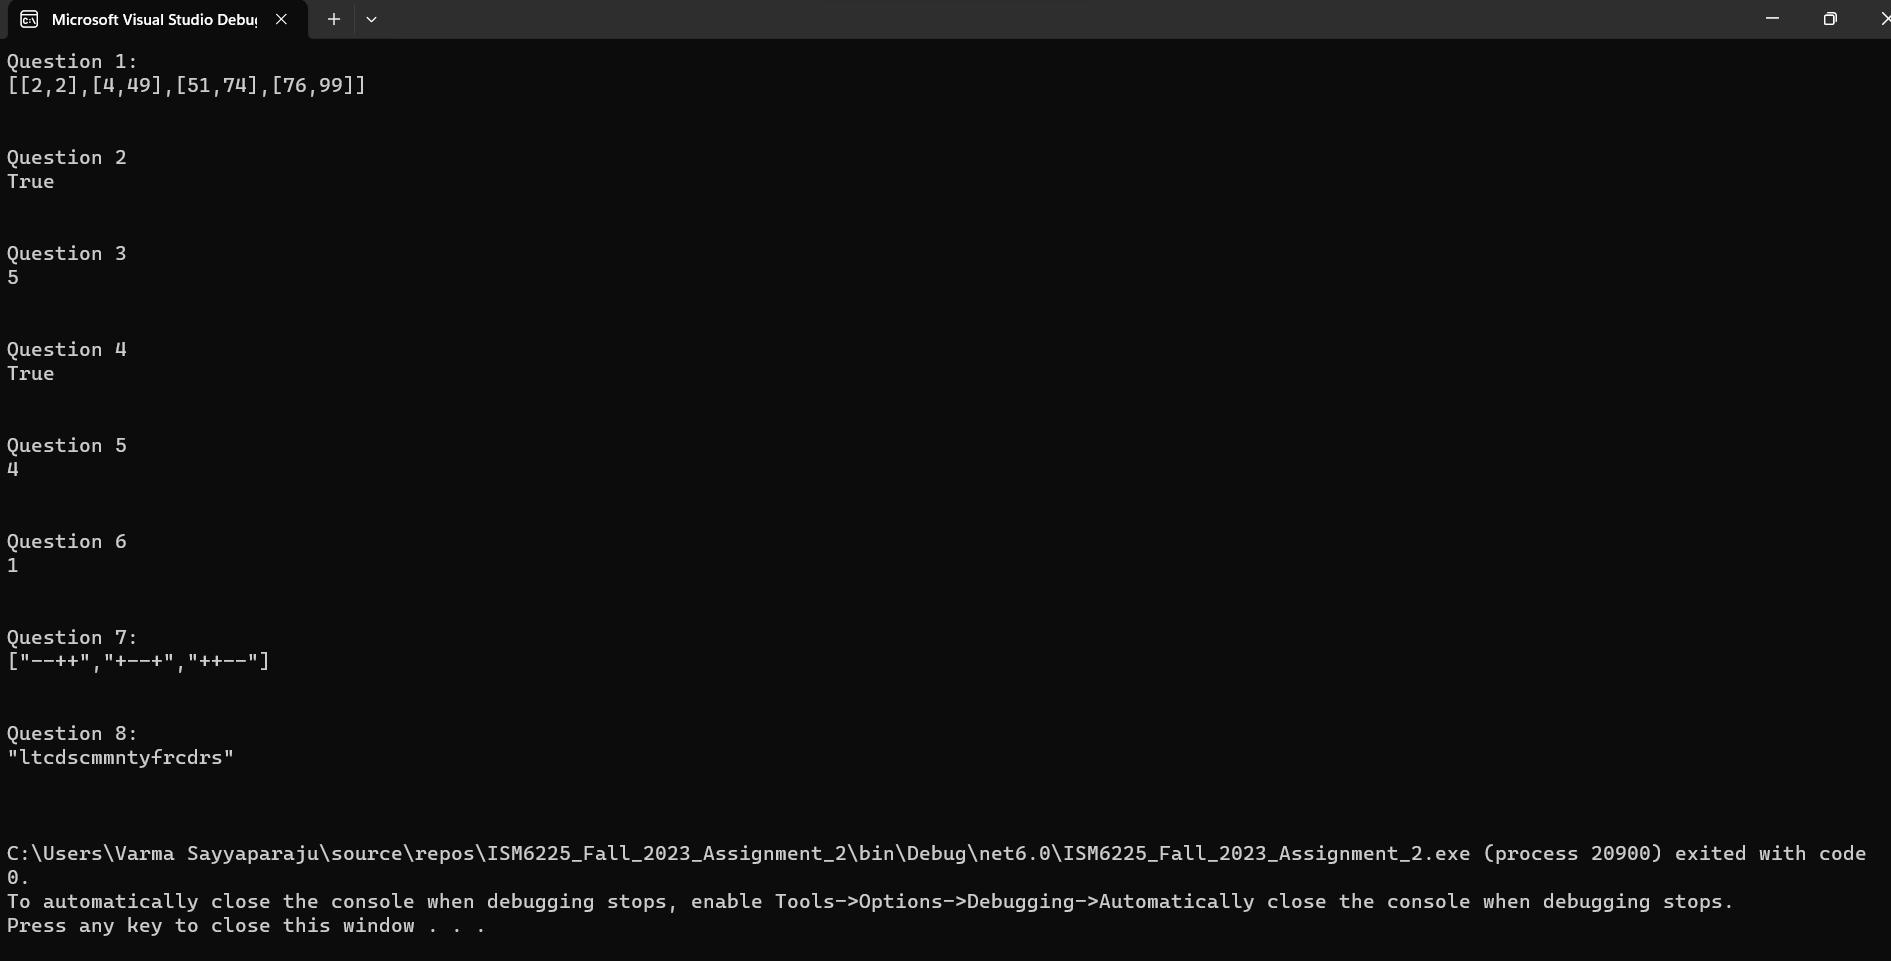 Microsoft Visual Studio Debug
Question 1:
[[2,2],[4,49],[51,74],[76,99]]
Question 2
True
Question 3
5
Question 4
True
Question 5
4
Question 6
1
Question 7:
["--++","+--+","++--"]
Question 8:
"ltcdscmmntyfrcdrs"
C:\Users\Varma Sayyaparaju\source\repos\ISM6225_Fall_2023_Assignment_2\bin\Debug\net6.0\ISM6225_Fall_2023_Assignment_2.exe (process 20900) exited with code
0.
To automatically close the console when debugging stops, enable Tools->Options->Debugging->Automatically close the console when debugging stops.
Press any key to close this window . . .